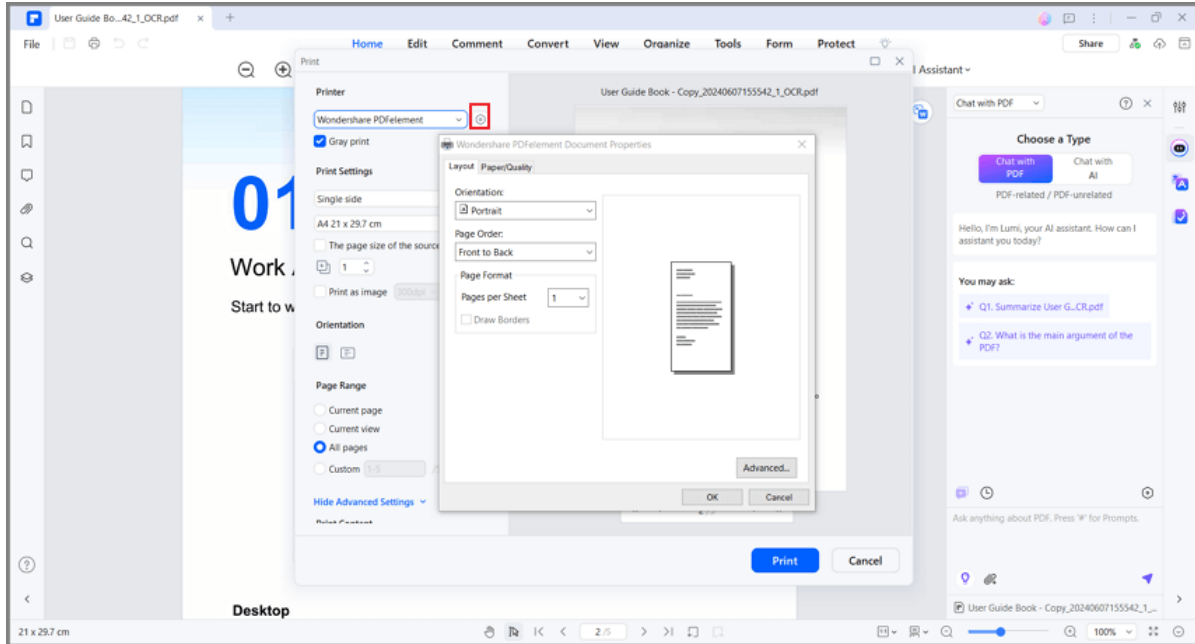 User Guide Bo...42_1_OCR.pdf
File
Home Edit Comment Convert View Organize Tools Form Protect
Share
Print
Assistant
Printer
User Guide Book - Copy_20240607155542_1_OCR.pdf
Wondershare PDFelement
Gray print
Print Settings
Single side
A4 21 x 29.7 cm
The page size of the source
1
Print as image 300dpi
Orientation
Page Range
Current page
Current view
All pages
Custom 1-5
Hide Advanced Settings
Wondershare PDFelement Document Properties
Layout Paper/Quality
Orientation:
Portrait
Page Order:
Front to Back
Page Format
Pages per Sheet 1
Draw Borders
Advanced...
OK Cancel
Print Cancel
01
Work
Start to w
Desktop
Chat with PDF
Choose a Type
Chat with
PDF
Chat with
AI
PDF-related / PDF-unrelated
Hello, I'm Lumi, your AI assistant. How can I
assistant you today?
You may ask:
Q1. Summarize User G...CR.pdf
Q2. What is the main argument of the
PDF?
Ask anything about PDF. Press '#' for Prompts.
User Guide Book - Copy_20240607155542_1_...
21 x 29.7 cm
2 /5
100%